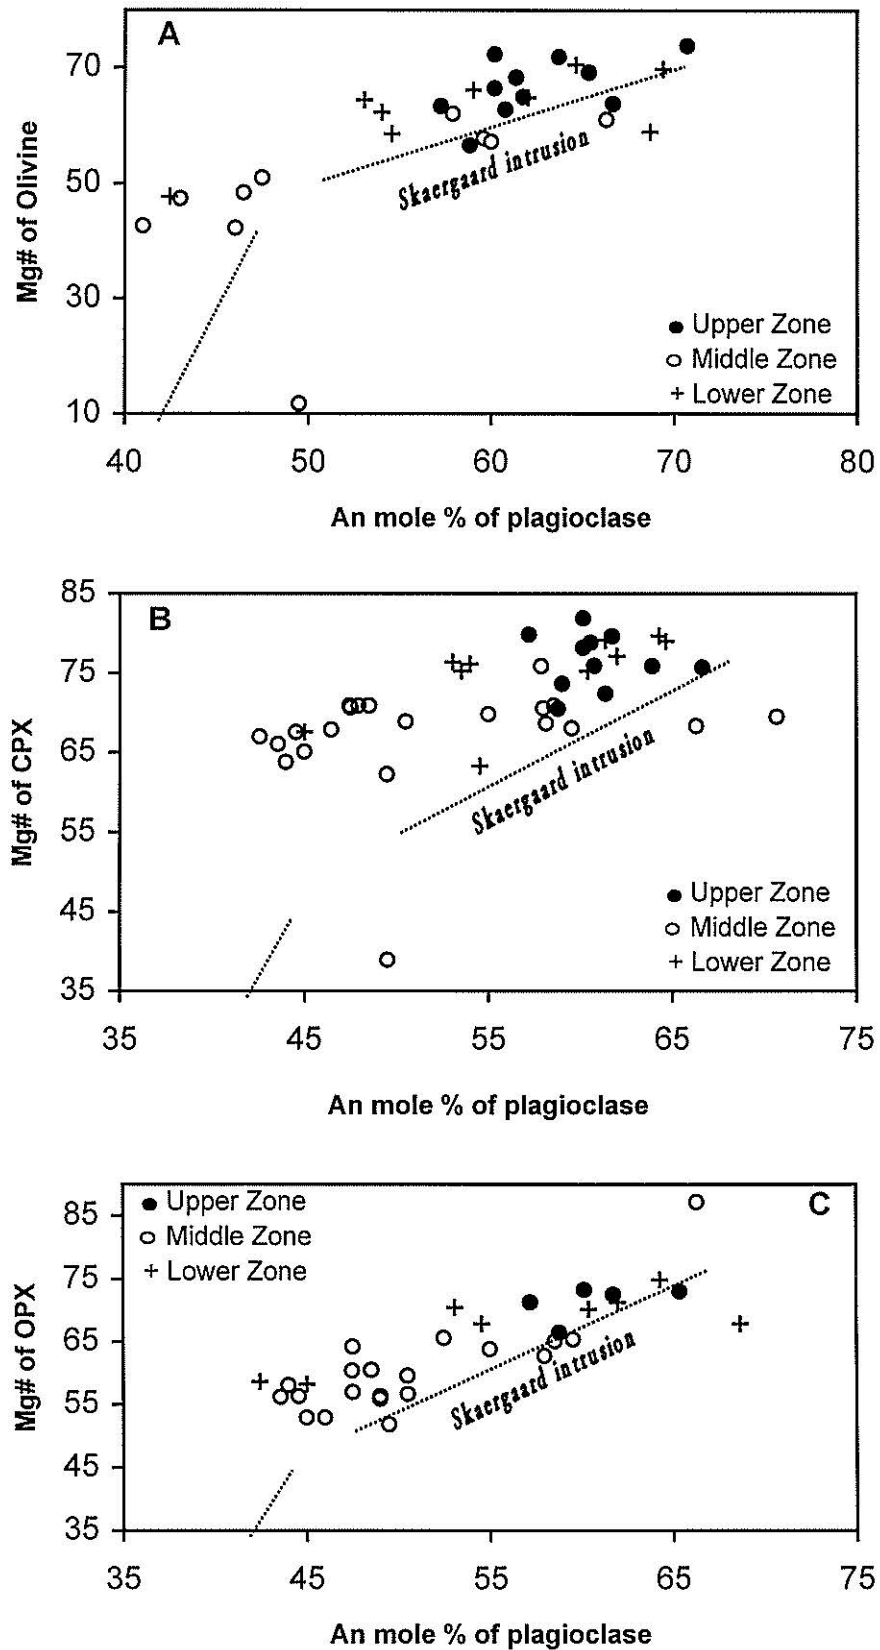 A
70
50
30
10
Mg# of Olivine
Skaergaard intrusion
Upper Zone
Middle Zone
+ Lower Zone
40 50 60 70 80
An mole % of plagioclase
B
85
75
65
55
45
35
Mg# of CPX
Skaergaard intrusion
Upper Zone
Middle Zone
+ Lower Zone
35 45 55 65 75
An mole % of plagioclase
Upper Zone
Middle Zone
+ Lower Zone
C
85
75
65
55
45
35
Mg# of OPX
Skaergaard intrusion
35 45 55 65 75
An mole % of plagioclase